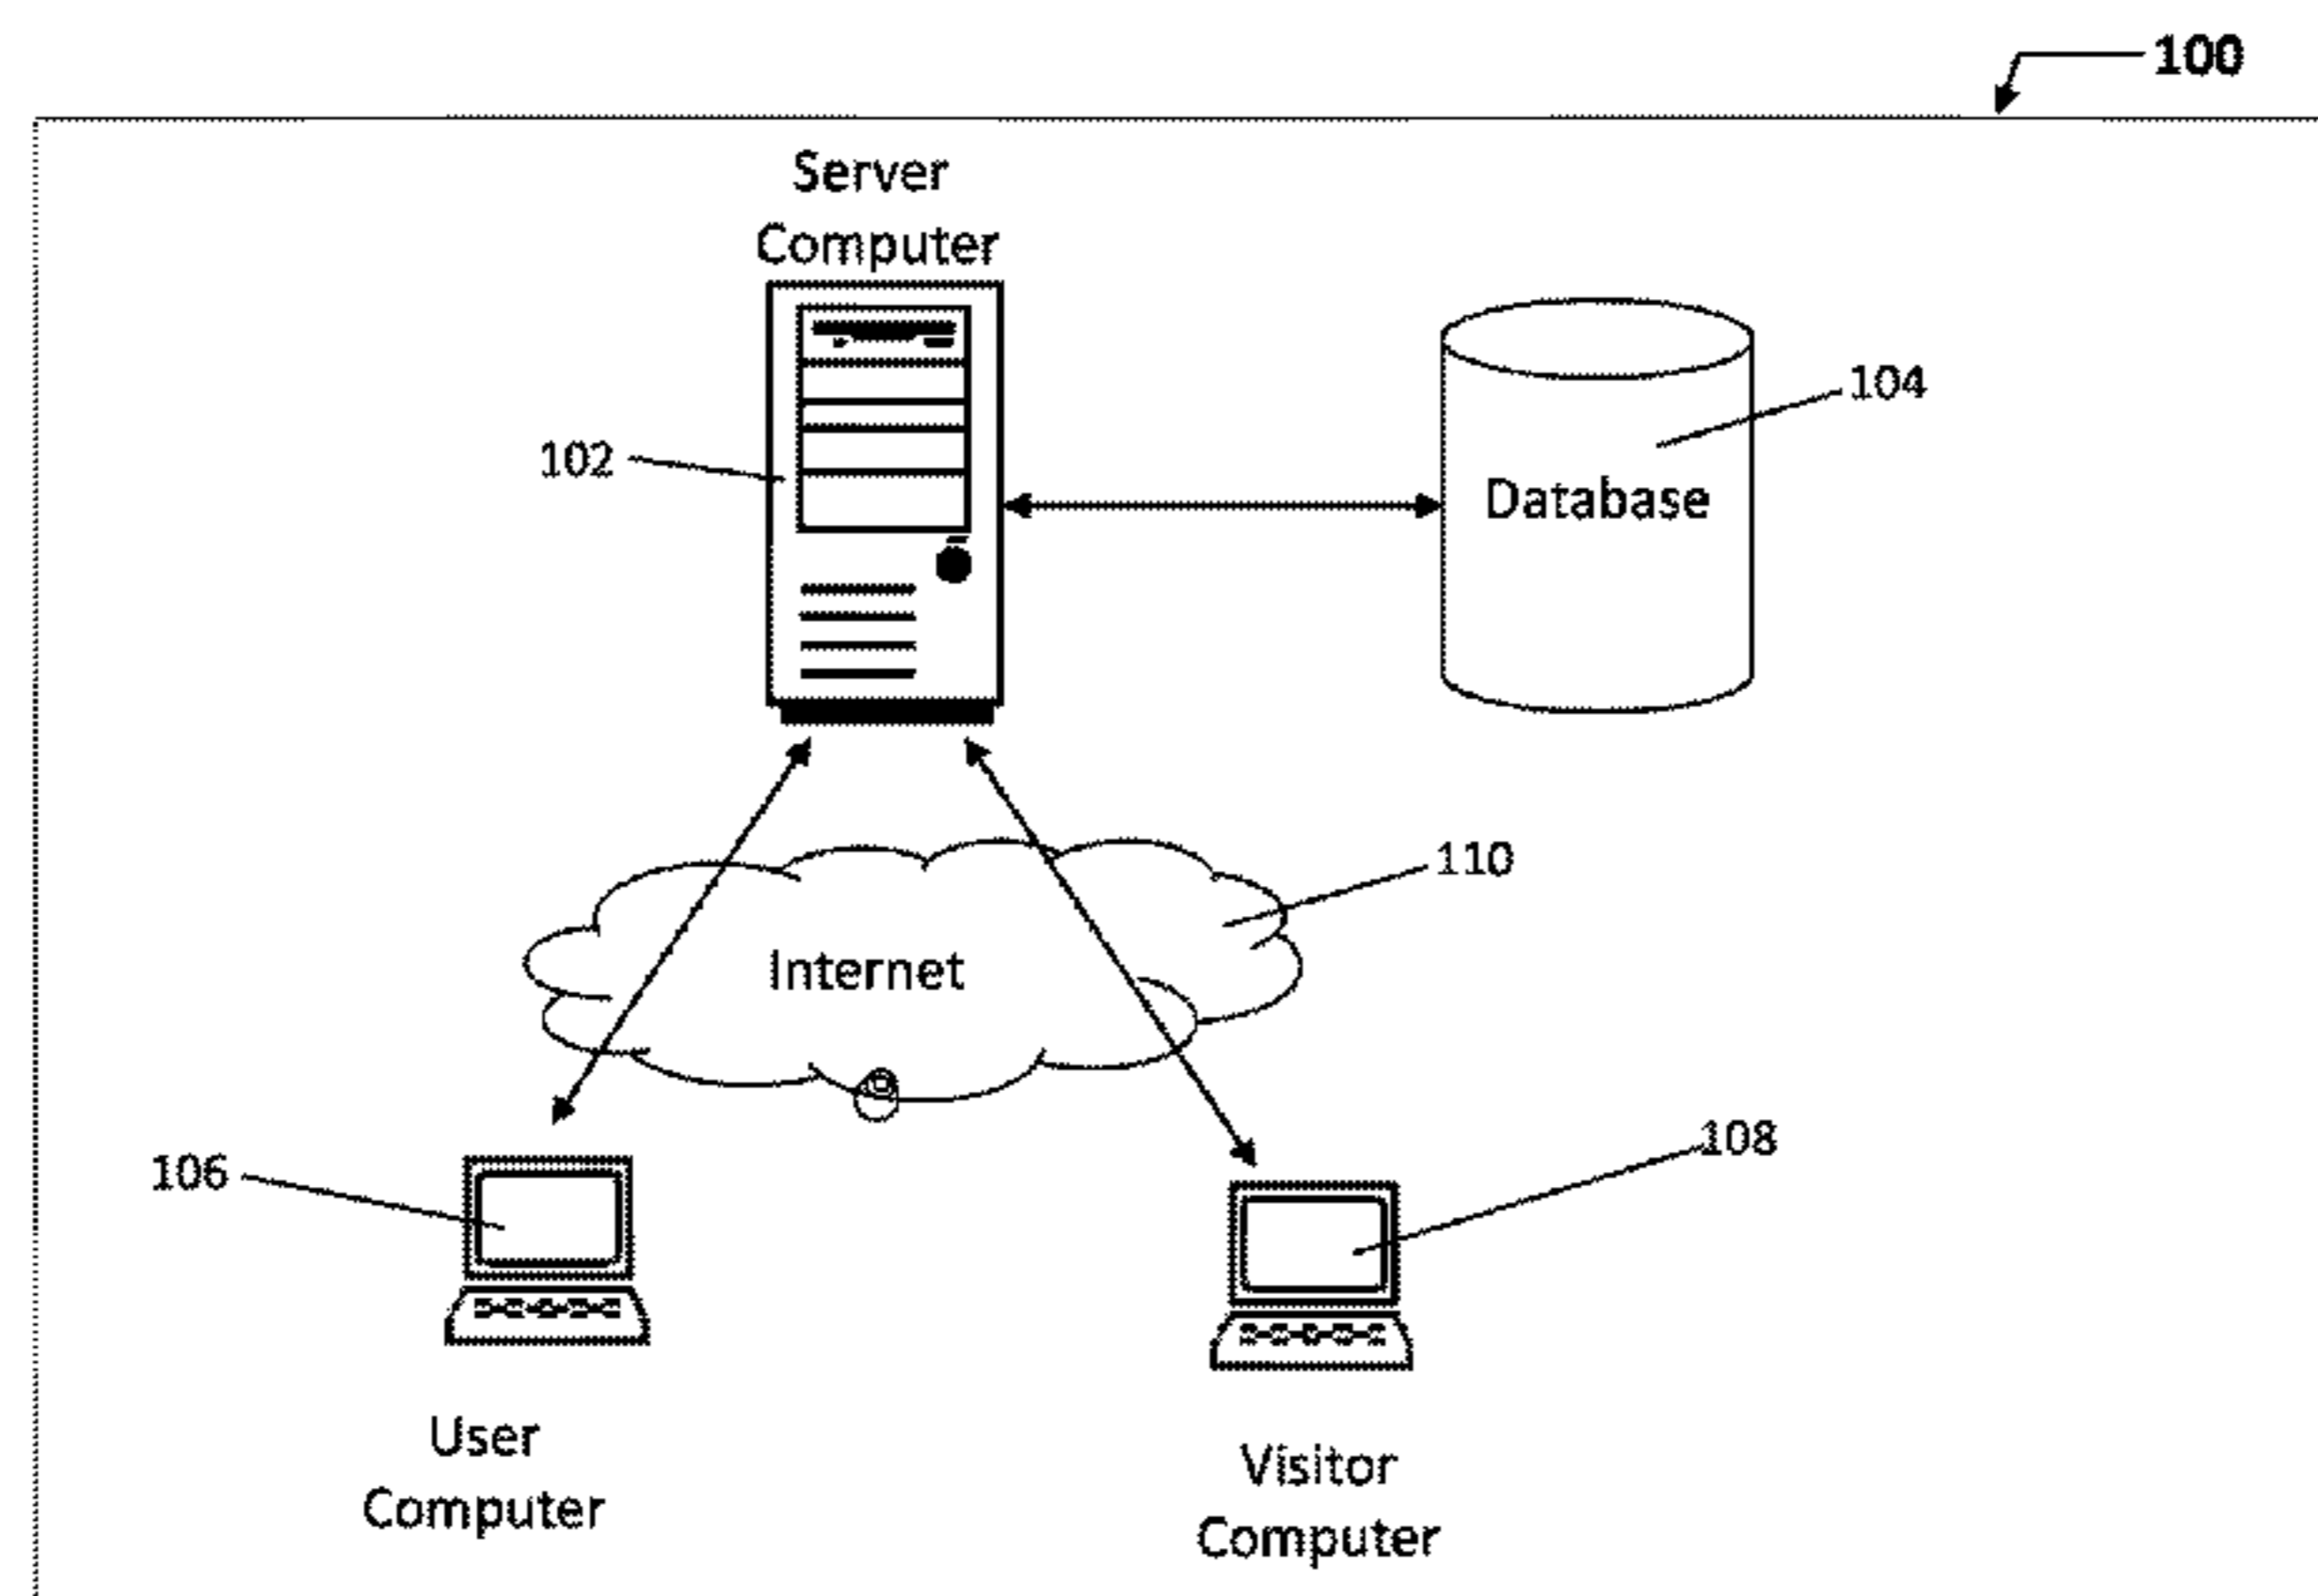 100
Server
Computer
104
102
Database
110
Internet
108
106
User
Computer
Visitor
Computer